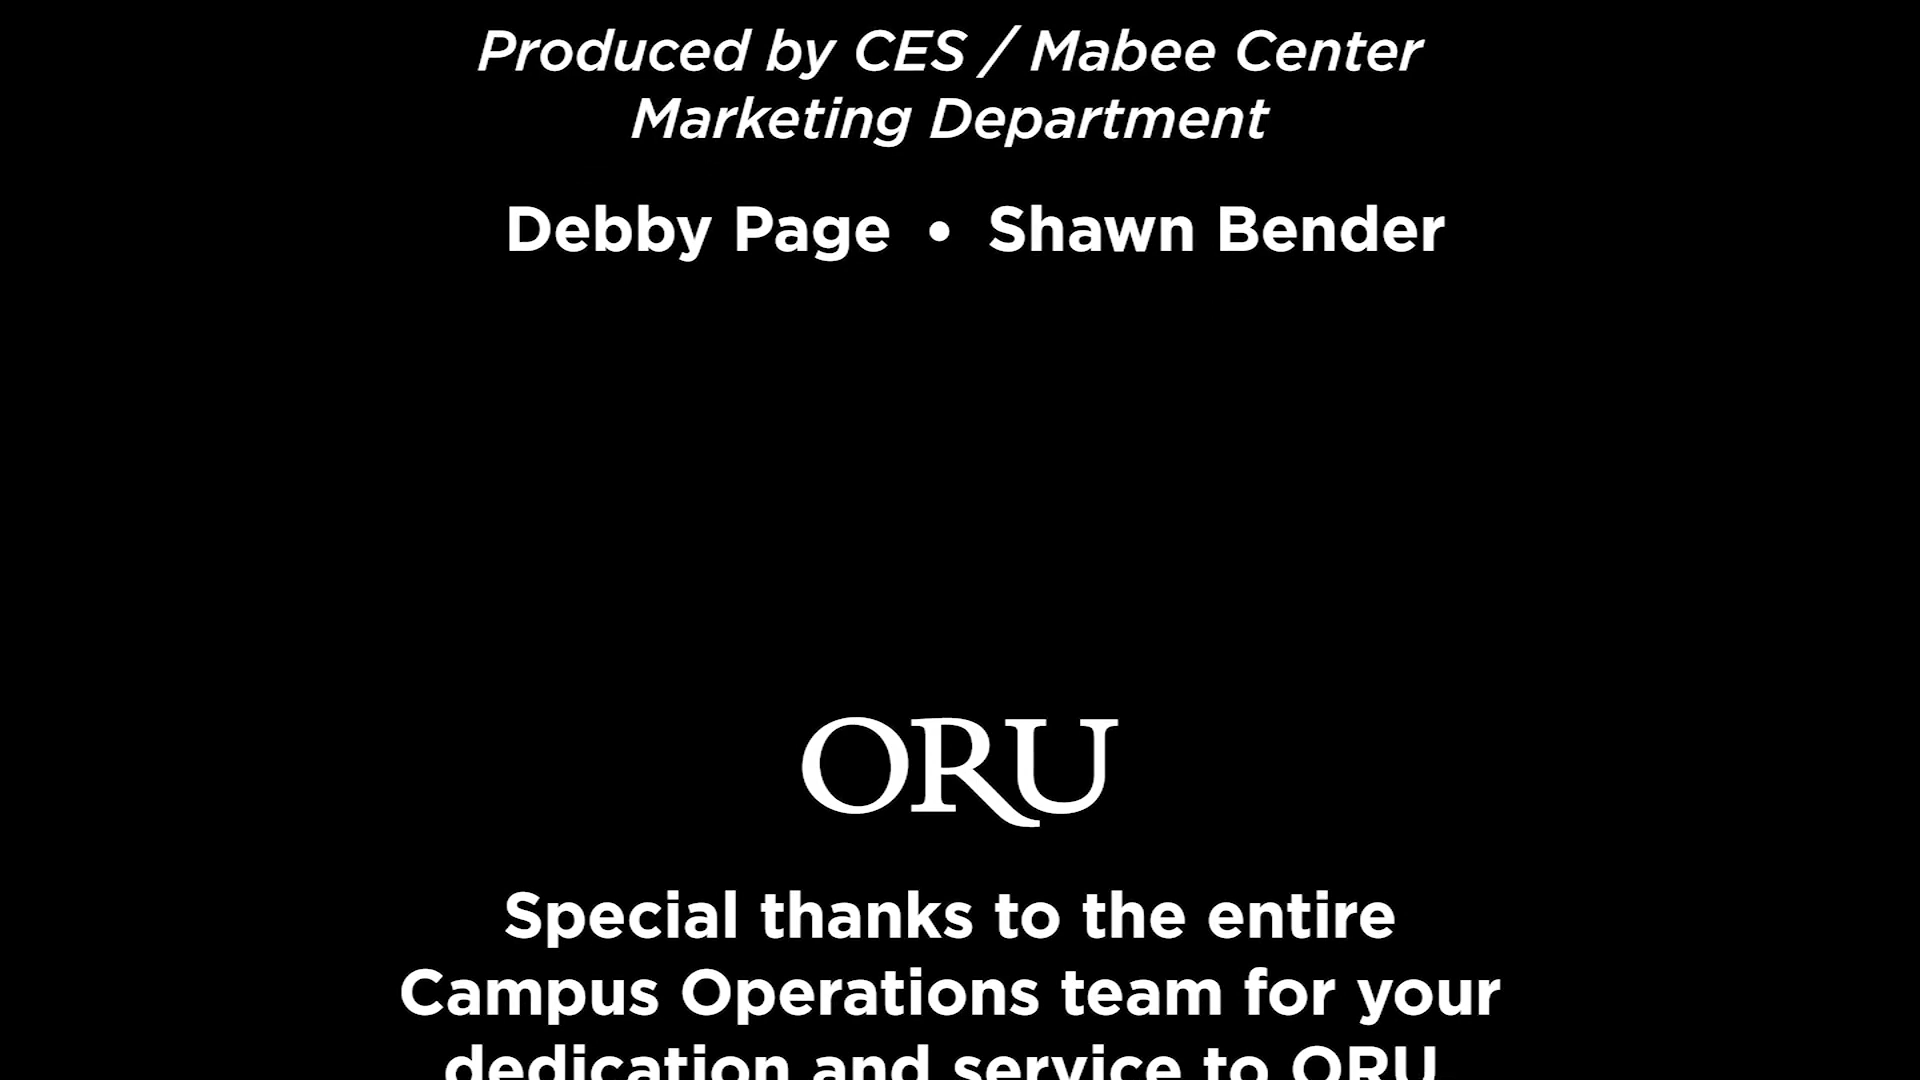 Produced by CES / Mabee Center
Marketing Department
Debby Page • Shawn Bender
ORU
Special thanks to the entire
Campus Operations team for your
dedication and service to ORU